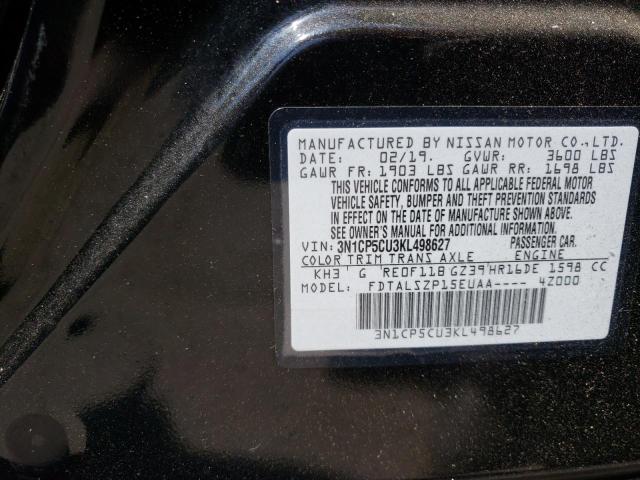 MANUFACTURED BY NISSAN MOTOR CO.,LTD.
DATE: 02/19. GVWR: 3600 LBS
GAWR FR: 1903 LBS GAWR RR: 1698 LBS
THIS VEHICLE CONFORMS TO ALL APPLICABLE FEDERAL MOTOR
VEHICLE SAFETY, BUMPER AND THEFT PREVENTION STANDARDS
IN EFFECT ON THE DATE OF MANUFACTURE SHOWN ABOVE.
SEE OWNER'S MANUAL FOR ADDITIONAL INFORMATION.
VIN: 3N1CP5CU3KL498627 PASSENGER CAR.
COLOR TRIM TRANS AXLE ENGINE
KH3 G RE0F11B GZ39 HR16DE 1598 CC
MODEL: FDTALSZP15EUAA---- 4Z000
3N1CP5CU3KL498627